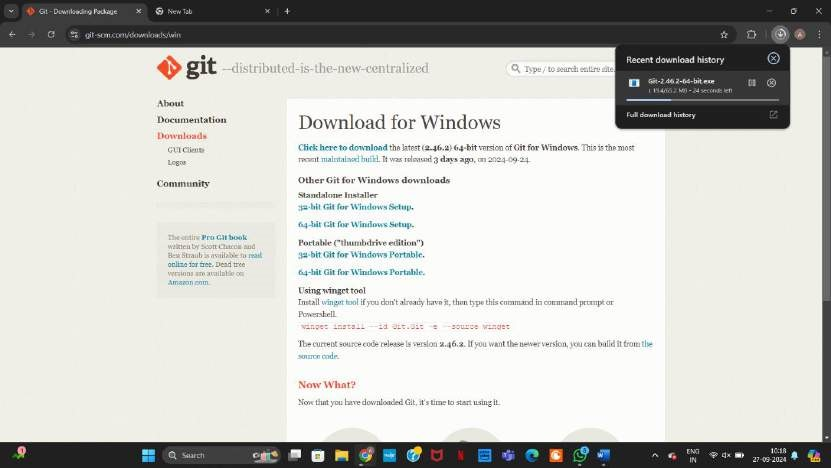 Git - Downloading Package
New Tab
git-scm.com/downloads/win
A
Recent download history
Git-2.46.2-64-bit.exe
24 seconds left
Full download history
git --distributed-is-the-new-centralized
Type / to search entire site
About
Documentation
Downloads
GUI Clients
Logos
Community
The entire Pro Git book
written by Scott Chacon and
Ben Straub is available to read
online for free. Dead tree
versions are available on
Amazon.com.
Download for Windows
Click here to download the latest (2.46.2) 64-bit version of Git for Windows. This is the most
recent maintained build. It was released 3 days ago, on 2024-09-24.
Other Git for Windows downloads
Standalone Installer
32-bit Git for Windows Setup.
64-bit Git for Windows Setup.
Portable ("thumbdrive edition")
32-bit Git for Windows Portable.
64-bit Git for Windows Portable.
Using winget tool
Install winget tool if you don't already have it, then type this command in command prompt or
Powershell.
winget install --id Git.Git -e --source winget
The current source code release is version 2.46.2. If you want the newer version, you can build it from the
source code.
Now What?
Now that you have downloaded Git, it's time to start using it.
Search
ENG
IN
10:18
27-09-2024